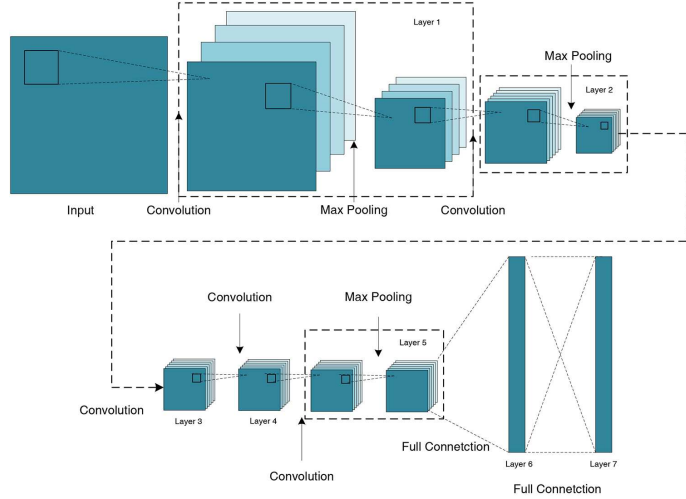 Layer 1
Max Pooling
Layer 2
Input
Convolution
Max Pooling
Convolution
Convolution
Max Pooling
Layer 5
Convolution
Layer 3
Layer 4
Full Connetction
Layer 6
Layer 7
Convolution
Full Connetction